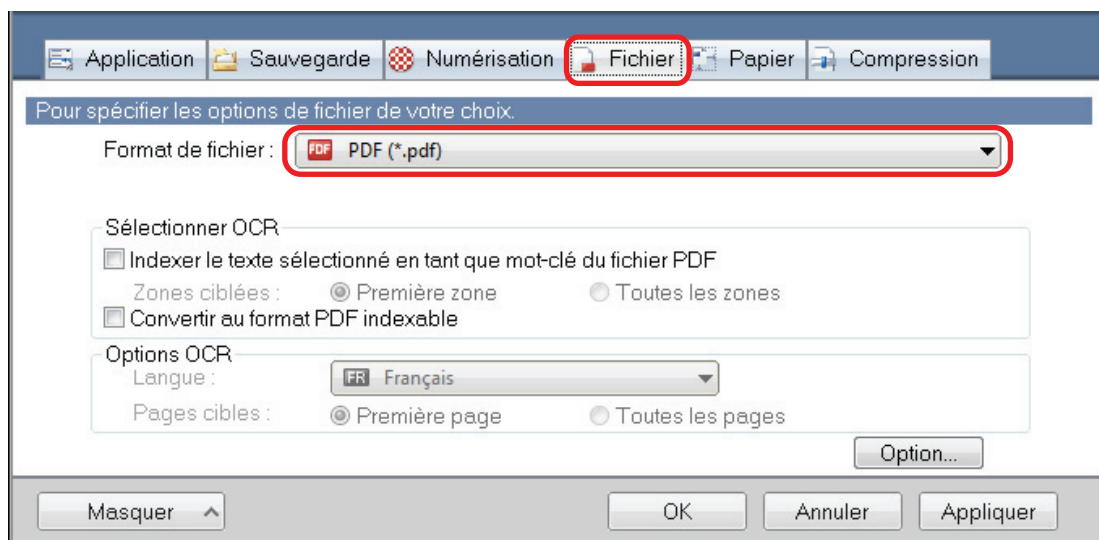 Application Sauvegarde Numérisation Fichier Papier Compression
Pour spécifier les options de fichier de votre choix.
Format de fichier : PDF PDF (*.pdf)
Sélectionner OCR
Indexer le texte sélectionné en tant que mot-clé du fichier PDF
Zones ciblées : Première zone Toutes les zones
Convertir au format PDF indexable
Options OCR
Langue : FR Français
Pages cibles : Première page Toutes les pages
Option...
Masquer OK Annuler Appliquer